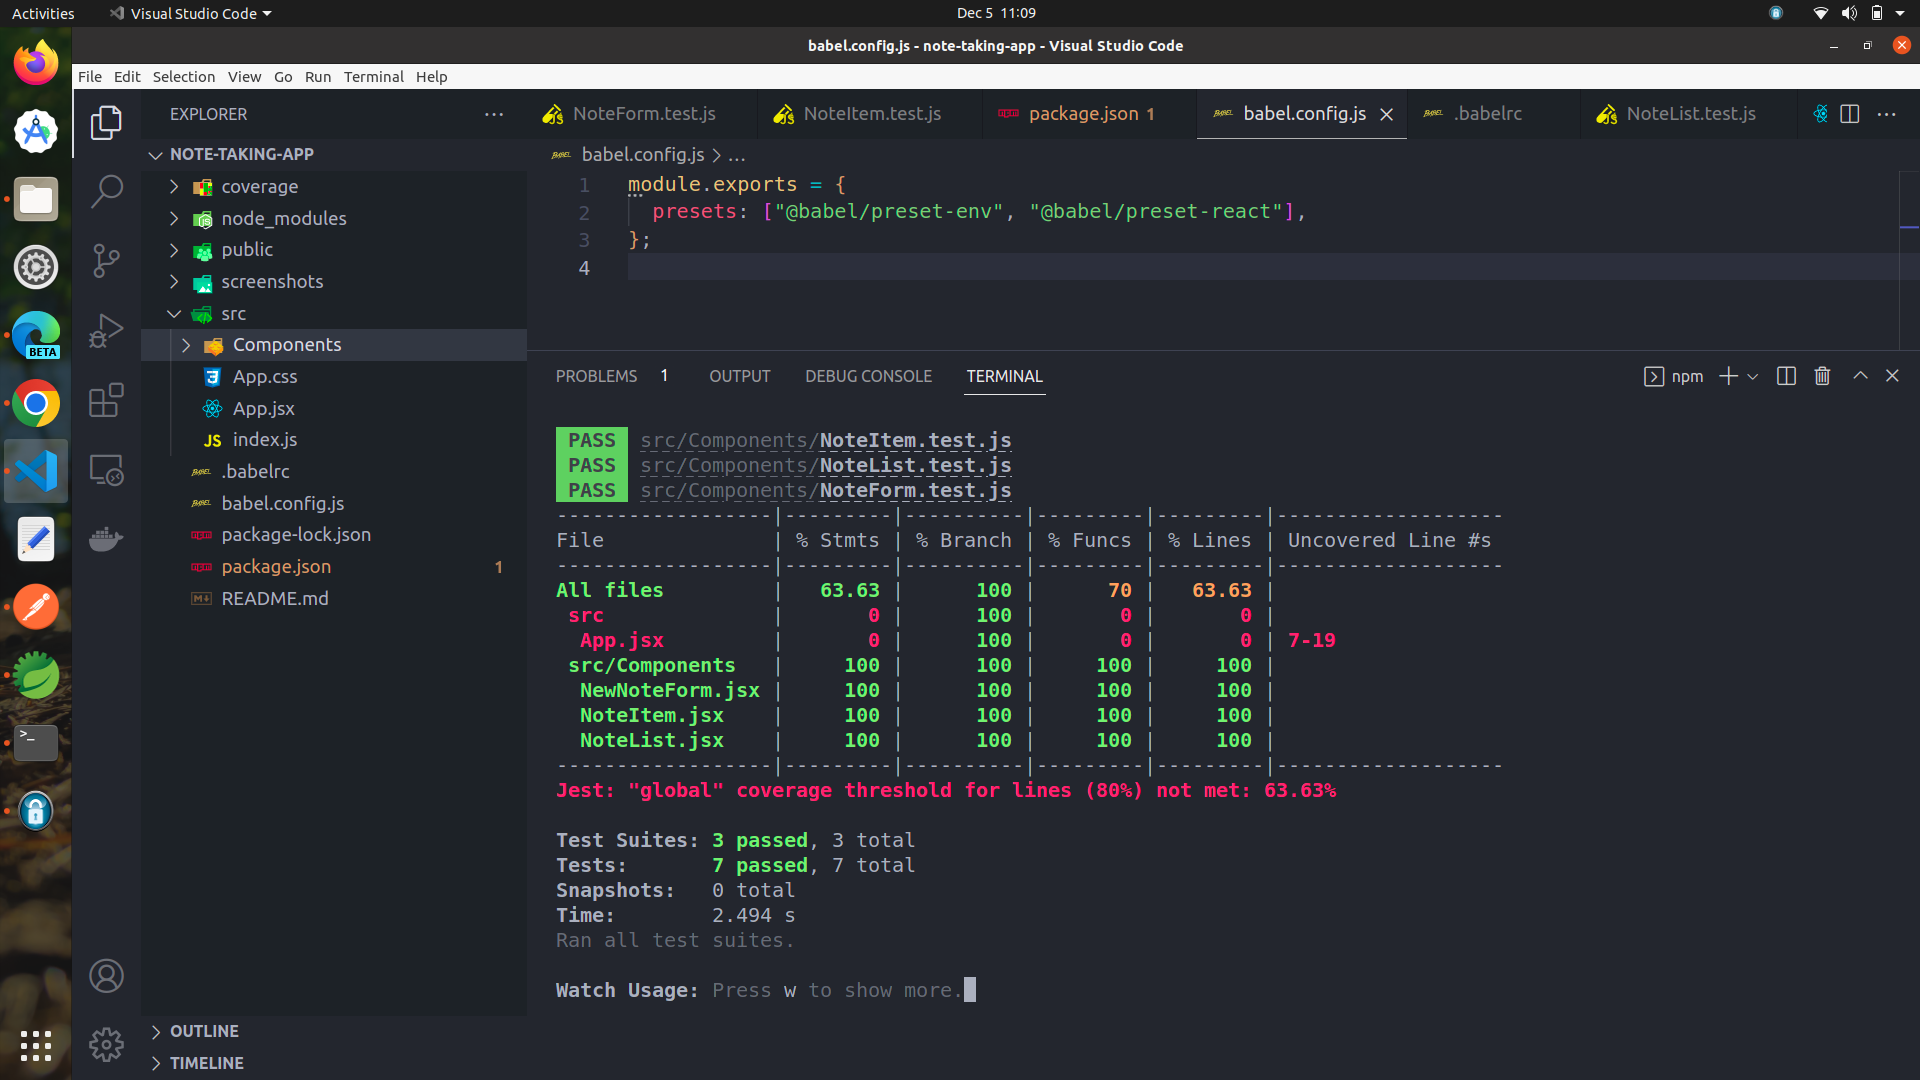 Activities Visual Studio Code Dec 5 11:09
babel.config.js - note-taking-app - Visual Studio Code
File Edit Selection View Go Run Terminal Help
EXPLORER
NOTE-TAKING-APP
coverage
node_modules
public
screenshots
src
Components
App.css
App.jsx
JS index.js
.babelrc
babel.config.js
package-lock.json
package.json 1
README.md
OUTLINE
TIMELINE
BETA
NoteForm.test.js NoteItem.test.js package.json 1 babel.config.js .babelrc NoteList.test.js
babel.config.js > ...
1 module.exports = {
2 presets: ["@babel/preset-env", "@babel/preset-react"],
3 };
4
PROBLEMS 1 OUTPUT DEBUG CONSOLE TERMINAL npm
PASS src/Components/NoteItem.test.js
PASS src/Components/NoteList.test.js
PASS src/Components/NoteForm.test.js
------------------|---------|----------|---------|---------|-------------------
File | % Stmts | % Branch | % Funcs | % Lines | Uncovered Line #s
------------------|---------|----------|---------|---------|-------------------
All files | 63.63 | 100 | 70 | 63.63 |
src | 0 | 100 | 0 | 0 |
App.jsx | 0 | 100 | 0 | 0 | 7-19
src/Components | 100 | 100 | 100 | 100 |
NewNoteForm.jsx | 100 | 100 | 100 | 100 |
NoteItem.jsx | 100 | 100 | 100 | 100 |
NoteList.jsx | 100 | 100 | 100 | 100 |
------------------|---------|----------|---------|---------|-------------------
Jest: "global" coverage threshold for lines (80%) not met: 63.63%
Test Suites: 3 passed, 3 total
Tests: 7 passed, 7 total
Snapshots: 0 total
Time: 2.494 s
Ran all test suites.
Watch Usage: Press w to show more.